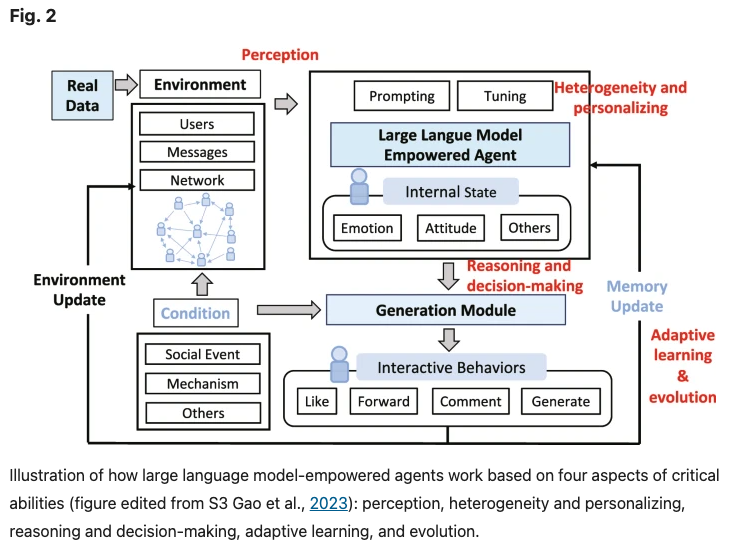 Fig. 2
Perception
Real
Data
Environment
Users
Messages
Network
Prompting
Tuning
Heterogeneity and
personalizing
Large Langue Model
Empowered Agent
Internal State
Emotion
Attitude
Others
Environment
Update
Condition
Social Event
Mechanism
Others
Reasoning and
decision-making
Generation Module
Memory
Update
Interactive Behaviors
Like
Forward
Comment
Generate
Adaptive
learning
&
evolution
Illustration of how large language model-empowered agents work based on four aspects of critical
abilities (figure edited from S3 Gao et al., 2023): perception, heterogeneity and personalizing,
reasoning and decision-making, adaptive learning, and evolution.